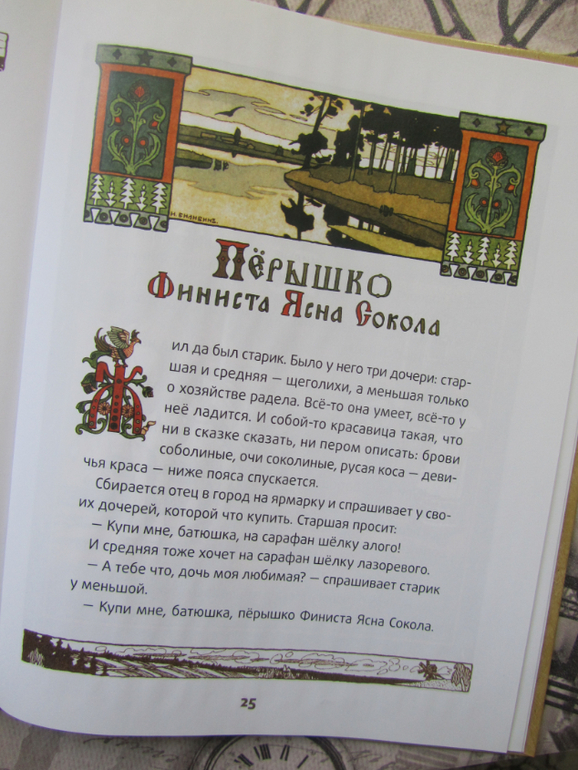 И. БИЛИБИНЪ.
ПЁРЫШКО
ФИНИСТА ЯСНА СОКОЛА
Жил да был старик. Было у него три дочери: стар-
шая и средняя — щеголихи, а меньшая только
о хозяйстве радела. Всё-то она умеет, всё-то у
неё ладится. И собой-то красавица такая, что
ни в сказке сказать, ни пером описать: брови
соболиные, очи соколиные, русая коса — деви-
чья краса — ниже пояса спускается.
Сбирается отец в город на ярмарку и спрашивает у сво-
их дочерей, которой что купить. Старшая просит:
— Купи мне, батюшка, на сарафан шёлку алого!
И средняя тоже хочет на сарафан шёлку лазоревого.
— А тебе что, дочь моя любимая? — спрашивает старик
у меньшой.
— Купи мне, батюшка, пёрышко Финиста Ясна Сокола.
25